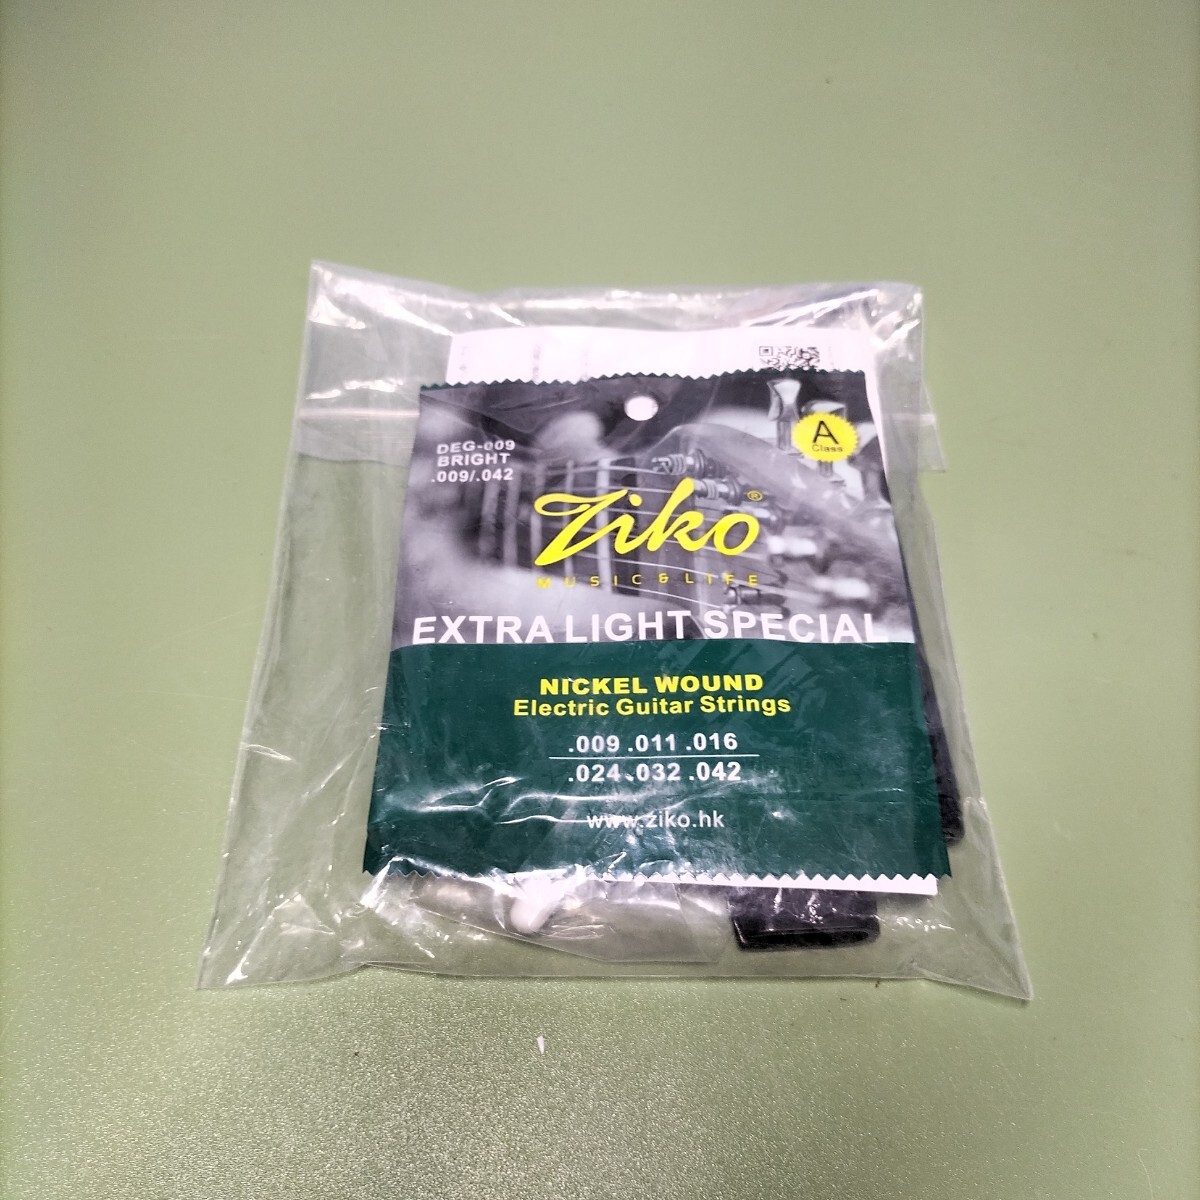 DEG-009
BRIGHT
.009/.042
A
Class
Ziko®
MUSIC & LIFE
EXTRA LIGHT SPECIAL
NICKEL WOUND
Electric Guitar Strings
.009 .011 .016
.024 .032 .042
www.ziko.hk